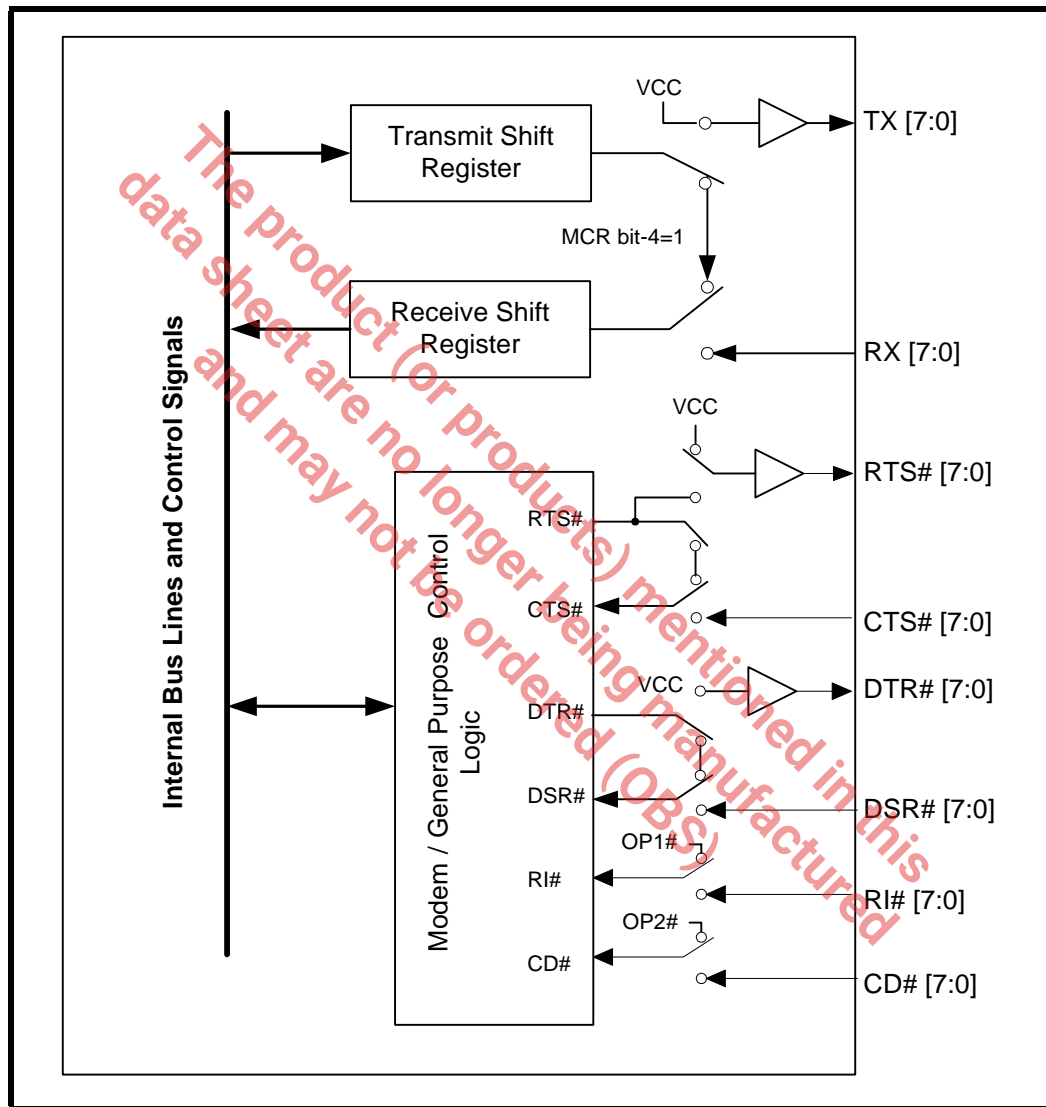 VCC
TX [7:0]
Transmit Shift
Register
MCR bit-4=1
Receive Shift
Register
RX [7:0]
Internal Bus Lines and Control Signals
VCC
RTS# [7:0]
Modem / General Purpose Control
Logic
RTS#
CTS#
CTS# [7:0]
VCC
DTR# [7:0]
DTR#
DSR#
DSR# [7:0]
OP1#
RI#
RI# [7:0]
OP2#
CD#
CD# [7:0]
The product (or products) mentioned in this
data sheet are no longer being manufactured
and may not be ordered (OBS)